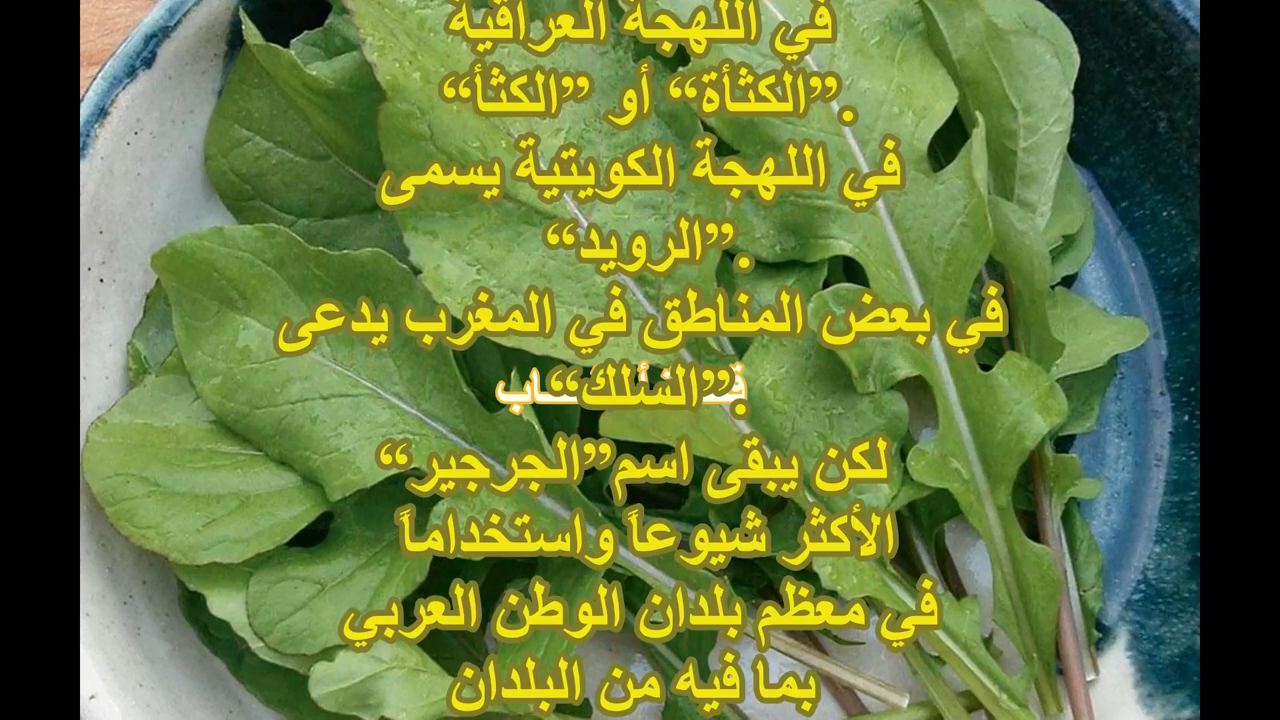 في اللهجة العراقية
“الكثأة” أو “الكثأ”.
في اللهجة الكويتية يسمى
“الرويد”.
في بعض المناطق في المغرب يدعى
لكن يبقى اسم”الجرجير“
الأكثر شيوعاً واستخداماً
في معظم بلدان الوطن العربي
بما فيه من البلدان